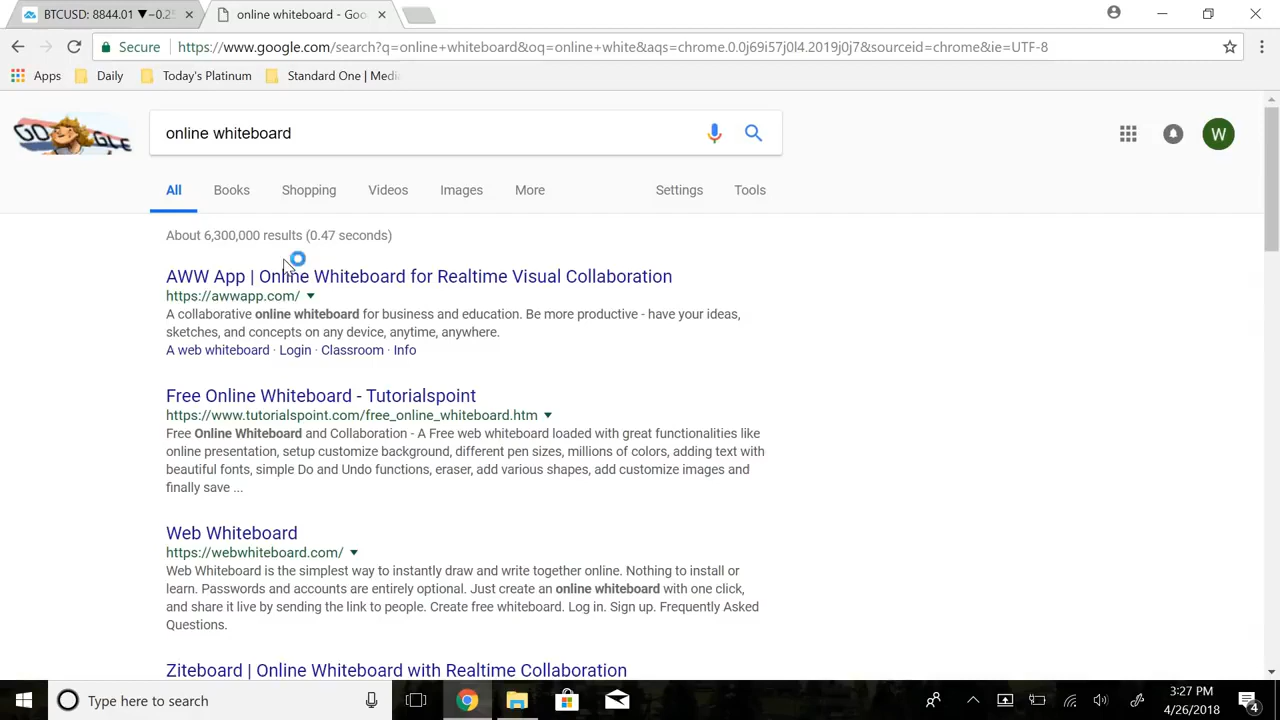 BTCUSD: 8844.01 ▼−0.2
online whiteboard - Goo
Secure
https://www.google.com/search?q=online+whiteboard&oq=online+white&aqs=chrome.0.0j69i57j0l4.2019j0j7&sourceid=chrome&ie=UTF-8
Apps Daily Today's Platinum Standard One | Media
GO GLE
online whiteboard
W
All Books Shopping Videos Images More Settings Tools
About 6,300,000 results (0.47 seconds)
AWW App | Online Whiteboard for Realtime Visual Collaboration
https://awwapp.com/ ▼
A collaborative online whiteboard for business and education. Be more productive - have your ideas,
sketches, and concepts on any device, anytime, anywhere.
A web whiteboard · Login · Classroom · Info
Free Online Whiteboard - Tutorialspoint
https://www.tutorialspoint.com/free_online_whiteboard.htm ▼
Free Online Whiteboard and Collaboration - A Free web whiteboard loaded with great functionalities like
online presentation, setup customize background, different pen sizes, millions of colors, adding text with
beautiful fonts, simple Do and Undo functions, eraser, add various shapes, add customize images and
finally save ...
Web Whiteboard
https://webwhiteboard.com/ ▼
Web Whiteboard is the simplest way to instantly draw and write together online. Nothing to install or
learn. Passwords and accounts are entirely optional. Just create an online whiteboard with one click,
and share it live by sending the link to people. Create free whiteboard. Log in. Sign up. Frequently Asked
Questions.
Ziteboard | Online Whiteboard with Realtime Collaboration
Type here to search
3:27 PM
4/26/2018
4